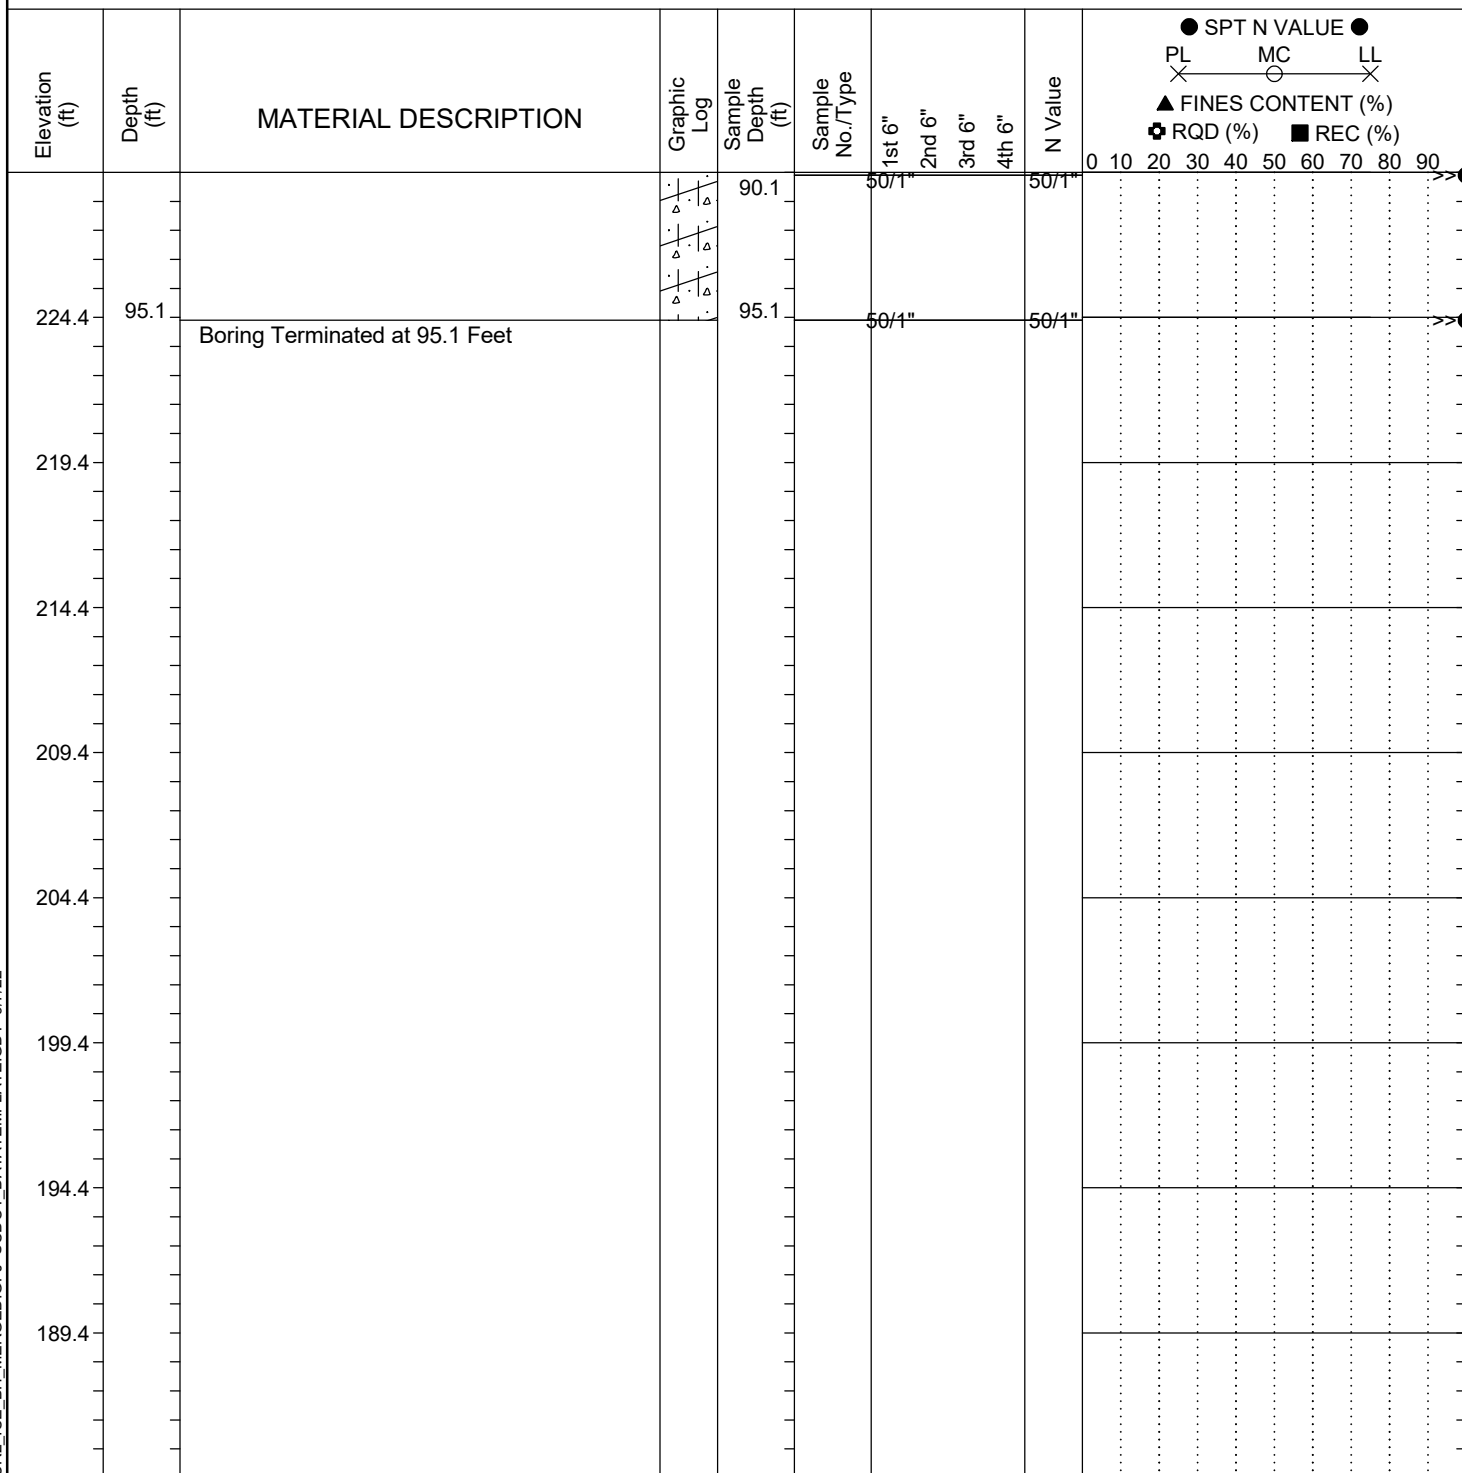 ● SPT N VALUE ●
PL MC LL
▲ FINES CONTENT (%)
RQD (%) ■ REC (%)
Elevation (ft)
Depth (ft)
MATERIAL DESCRIPTION
Graphic Log
Sample Depth (ft)
Sample No./Type
1st 6"
2nd 6"
3rd 6"
4th 6"
N Value
0 10 20 30 40 50 60 70 80 90
90.1 50/1" 50/1" >>●
224.4 95.1 95.1 50/1" 50/1" >>●
Boring Terminated at 95.1 Feet
219.4
214.4
209.4
204.4
199.4
194.4
189.4